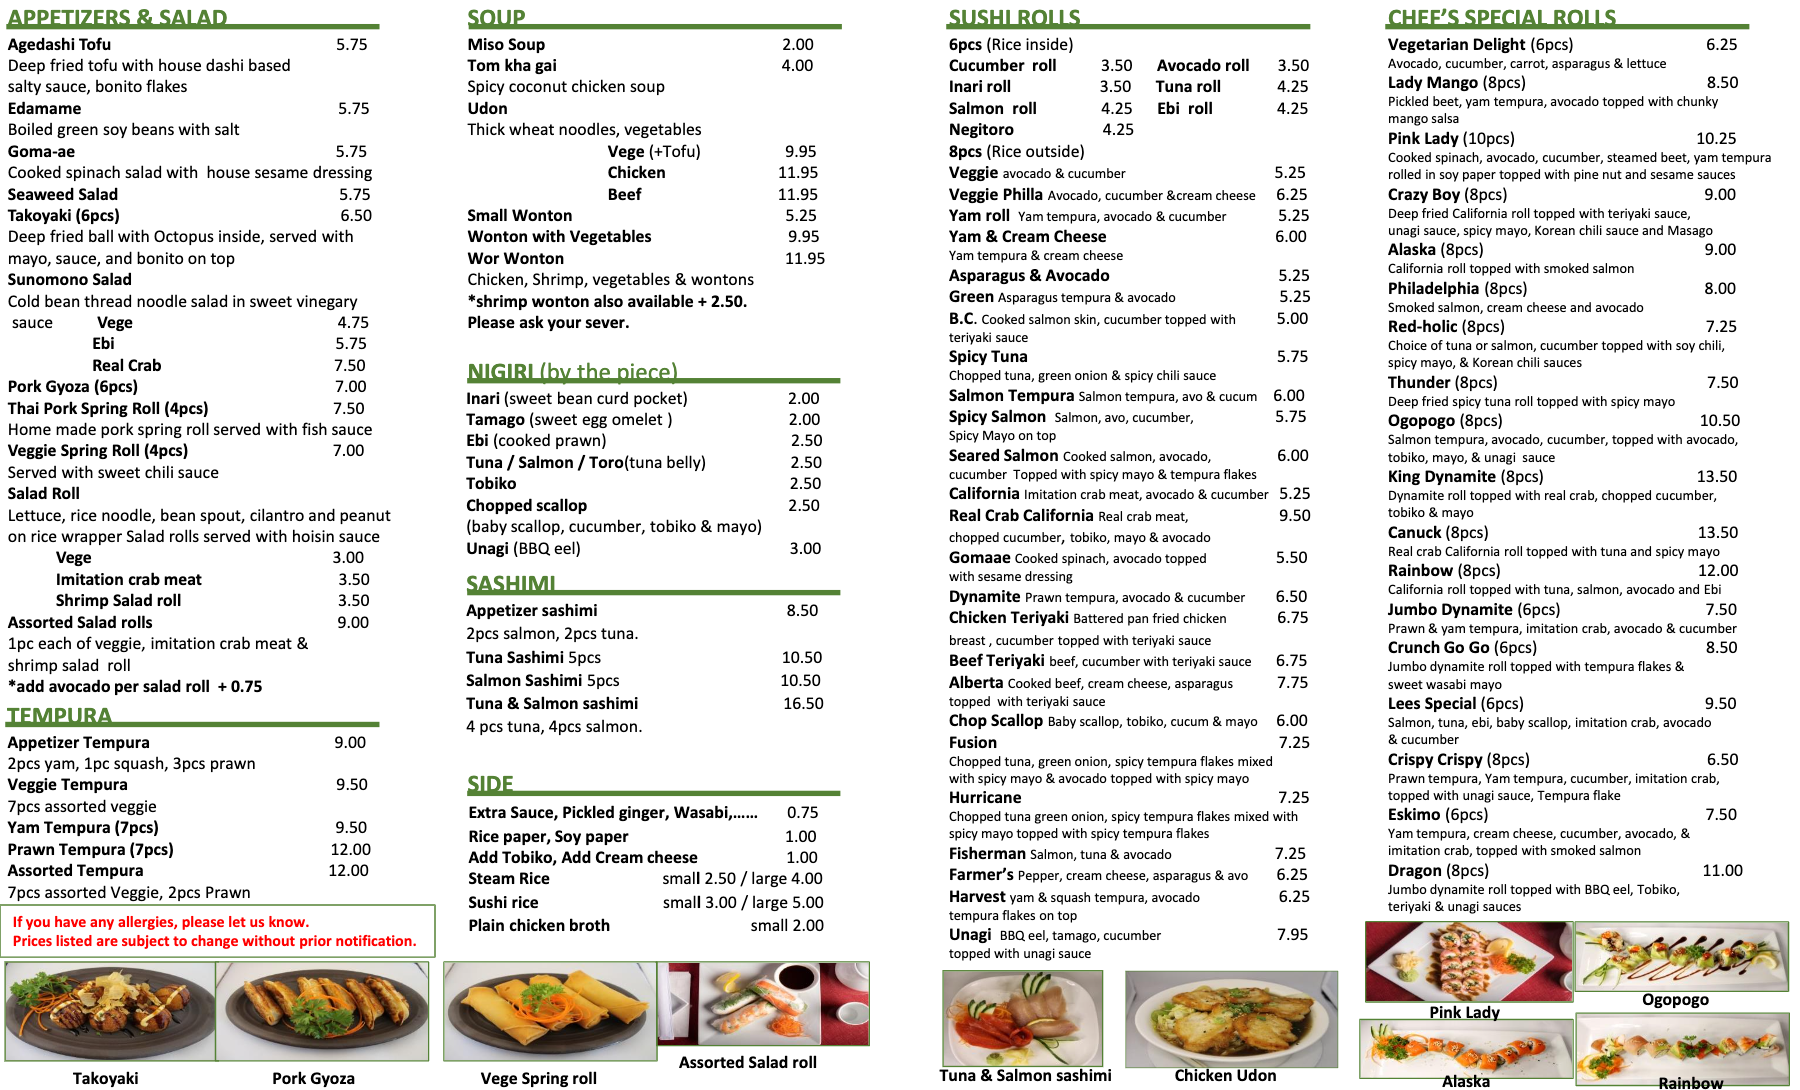 APPETIZERS & SALAD
Agedashi Tofu 5.75
Deep fried tofu with house dashi based
salty sauce, bonito flakes
Edamame 5.75
Boiled green soy beans with salt
Goma-ae 5.75
Cooked spinach salad with house sesame dressing
Seaweed Salad 5.75
Takoyaki (6pcs) 6.50
Deep fried ball with Octopus inside, served with
mayo, sauce, and bonito on top
Sunomono Salad
Cold bean thread noodle salad in sweet vinegary
sauce Vege 4.75
Ebi 5.75
Real Crab 7.50
Pork Gyoza (6pcs) 7.00
Thai Pork Spring Roll (4pcs) 7.50
Home made pork spring roll served with fish sauce
Veggie Spring Roll (4pcs) 7.00
Served with sweet chili sauce
Salad Roll
Lettuce, rice noodle, bean spout, cilantro and peanut
on rice wrapper Salad rolls served with hoisin sauce
Vege 3.00
Imitation crab meat 3.50
Shrimp Salad roll 3.50
Assorted Salad rolls 9.00
1pc each of veggie, imitation crab meat &
shrimp salad roll
*add avocado per salad roll + 0.75
TEMPURA
Appetizer Tempura 9.00
2pcs yam, 1pc squash, 3pcs prawn
Veggie Tempura 9.50
7pcs assorted veggie
Yam Tempura (7pcs) 9.50
Prawn Tempura (7pcs) 12.00
Assorted Tempura 12.00
7pcs assorted Veggie, 2pcs Prawn
If you have any allergies, please let us know.
Prices listed are subject to change without prior notification.
Takoyaki
Pork Gyoza
SOUP
Miso Soup 2.00
Tom kha gai 4.00
Spicy coconut chicken soup
Udon
Thick wheat noodles, vegetables
Vege (+Tofu) 9.95
Chicken 11.95
Beef 11.95
Small Wonton 5.25
Wonton with Vegetables 9.95
Wor Wonton 11.95
Chicken, Shrimp, vegetables & wontons
*shrimp wonton also available + 2.50.
Please ask your sever.
NIGIRI (by the piece)
Inari (sweet bean curd pocket) 2.00
Tamago (sweet egg omelet ) 2.00
Ebi (cooked prawn) 2.50
Tuna / Salmon / Toro(tuna belly) 2.50
Tobiko 2.50
Chopped scallop 2.50
(baby scallop, cucumber, tobiko & mayo)
Unagi (BBQ eel) 3.00
SASHIMI
Appetizer sashimi 8.50
2pcs salmon, 2pcs tuna.
Tuna Sashimi 5pcs 10.50
Salmon Sashimi 5pcs 10.50
Tuna & Salmon sashimi 16.50
4 pcs tuna, 4pcs salmon.
SIDE
Extra Sauce, Pickled ginger, Wasabi,...... 0.75
Rice paper, Soy paper 1.00
Add Tobiko, Add Cream cheese 1.00
Steam Rice small 2.50 / large 4.00
Sushi rice small 3.00 / large 5.00
Plain chicken broth small 2.00
Vege Spring roll
Assorted Salad roll
SUSHI ROLLS
6pcs (Rice inside)
Cucumber roll 3.50 Avocado roll 3.50
Inari roll 3.50 Tuna roll 4.25
Salmon roll 4.25 Ebi roll 4.25
Negitoro 4.25
8pcs (Rice outside)
Veggie avocado & cucumber 5.25
Veggie Philla Avocado, cucumber &cream cheese 6.25
Yam roll Yam tempura, avocado & cucumber 5.25
Yam & Cream Cheese 6.00
Yam tempura & cream cheese
Asparagus & Avocado 5.25
Green Asparagus tempura & avocado 5.25
B.C. Cooked salmon skin, cucumber topped with 5.00
teriyaki sauce
Spicy Tuna 5.75
Chopped tuna, green onion & spicy chili sauce
Salmon Tempura Salmon tempura, avo & cucum 6.00
Spicy Salmon Salmon, avo, cucumber, 5.75
Spicy Mayo on top
Seared Salmon Cooked salmon, avocado, 6.00
cucumber Topped with spicy mayo & tempura flakes
California Imitation crab meat, avocado & cucumber 5.25
Real Crab California Real crab meat, 9.50
chopped cucumber, tobiko, mayo & avocado
Gomaae Cooked spinach, avocado topped 5.50
with sesame dressing
Dynamite Prawn tempura, avocado & cucumber 6.50
Chicken Teriyaki Battered pan fried chicken 6.75
breast , cucumber topped with teriyaki sauce
Beef Teriyaki beef, cucumber with teriyaki sauce 6.75
Alberta Cooked beef, cream cheese, asparagus 7.75
topped with teriyaki sauce
Chop Scallop Baby scallop, tobiko, cucum & mayo 6.00
Fusion 7.25
Chopped tuna, green onion, spicy tempura flakes mixed
with spicy mayo & avocado topped with spicy mayo
Hurricane 7.25
Chopped tuna green onion, spicy tempura flakes mixed with
spicy mayo topped with spicy tempura flakes
Fisherman Salmon, tuna & avocado 7.25
Farmer's Pepper, cream cheese, asparagus & avo 6.25
Harvest yam & squash tempura, avocado 6.25
tempura flakes on top
Unagi BBQ eel, tamago, cucumber 7.95
topped with unagi sauce
Tuna & Salmon sashimi
Chicken Udon
CHEF'S SPECIAL ROLLS
Vegetarian Delight (6pcs) 6.25
Avocado, cucumber, carrot, asparagus & lettuce
Lady Mango (8pcs) 8.50
Pickled beet, yam tempura, avocado topped with chunky
mango salsa
Pink Lady (10pcs) 10.25
Cooked spinach, avocado, cucumber, steamed beet, yam tempura
rolled in soy paper topped with pine nut and sesame sauces
Crazy Boy (8pcs) 9.00
Deep fried California roll topped with teriyaki sauce,
unagi sauce, spicy mayo, Korean chili sauce and Masago
Alaska (8pcs) 9.00
California roll topped with smoked salmon
Philadelphia (8pcs) 8.00
Smoked salmon, cream cheese and avocado
Red-holic (8pcs) 7.25
Choice of tuna or salmon, cucumber topped with soy chili,
spicy mayo, & Korean chili sauces
Thunder (8pcs) 7.50
Deep fried spicy tuna roll topped with spicy mayo
Ogopogo (8pcs) 10.50
Salmon tempura, avocado, cucumber, topped with avocado,
tobiko, mayo, & unagi sauce
King Dynamite (8pcs) 13.50
Dynamite roll topped with real crab, chopped cucumber,
tobiko & mayo
Canuck (8pcs) 13.50
Real crab California roll topped with tuna and spicy mayo
Rainbow (8pcs) 12.00
California roll topped with tuna, salmon, avocado and Ebi
Jumbo Dynamite (6pcs) 7.50
Prawn & yam tempura, imitation crab, avocado & cucumber
Crunch Go Go (6pcs) 8.50
Jumbo dynamite roll topped with tempura flakes &
sweet wasabi mayo
Lees Special (6pcs) 9.50
Salmon, tuna, ebi, baby scallop, imitation crab, avocado
& cucumber
Crispy Crispy (8pcs) 6.50
Prawn tempura, Yam tempura, cucumber, imitation crab,
topped with unagi sauce, Tempura flake
Eskimo (6pcs) 7.50
Yam tempura, cream cheese, cucumber, avocado, &
imitation crab, topped with smoked salmon
Dragon (8pcs) 11.00
Jumbo dynamite roll topped with BBQ eel, Tobiko,
teriyaki & unagi sauces
Pink Lady
Ogopogo
Alaska
Rainbow